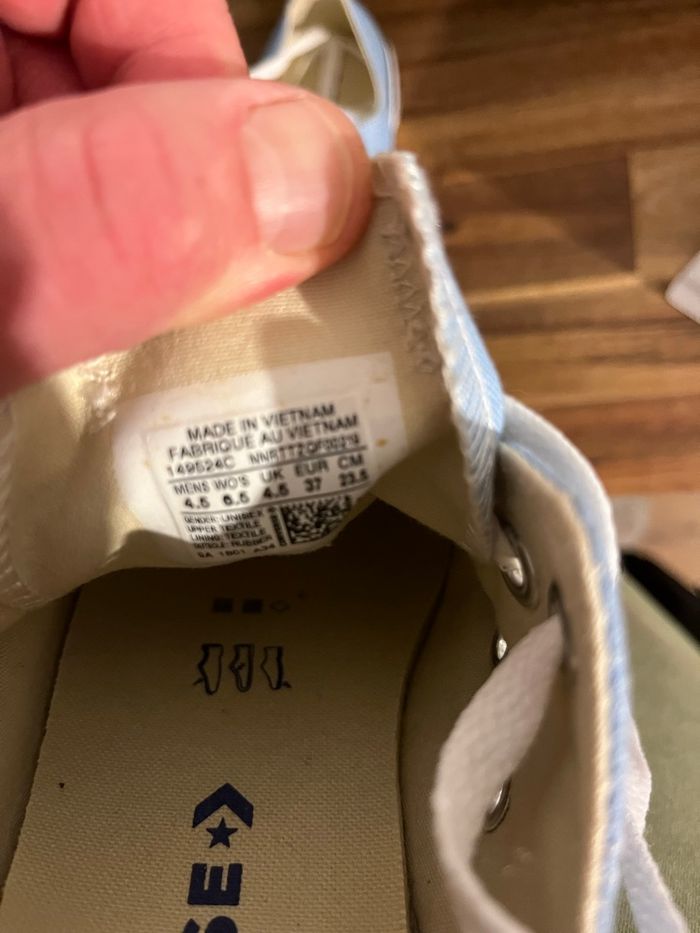 MADE IN VIETNAM
FABRIQUE AU VIETNAM
149524C
MENS WO'S UK EUR CM
4.5 6.5 4.5 37 23.5
GENDER: UNISEX
UPPER: TEXTILE
LINING: TEXTILE
RUBBER
SE